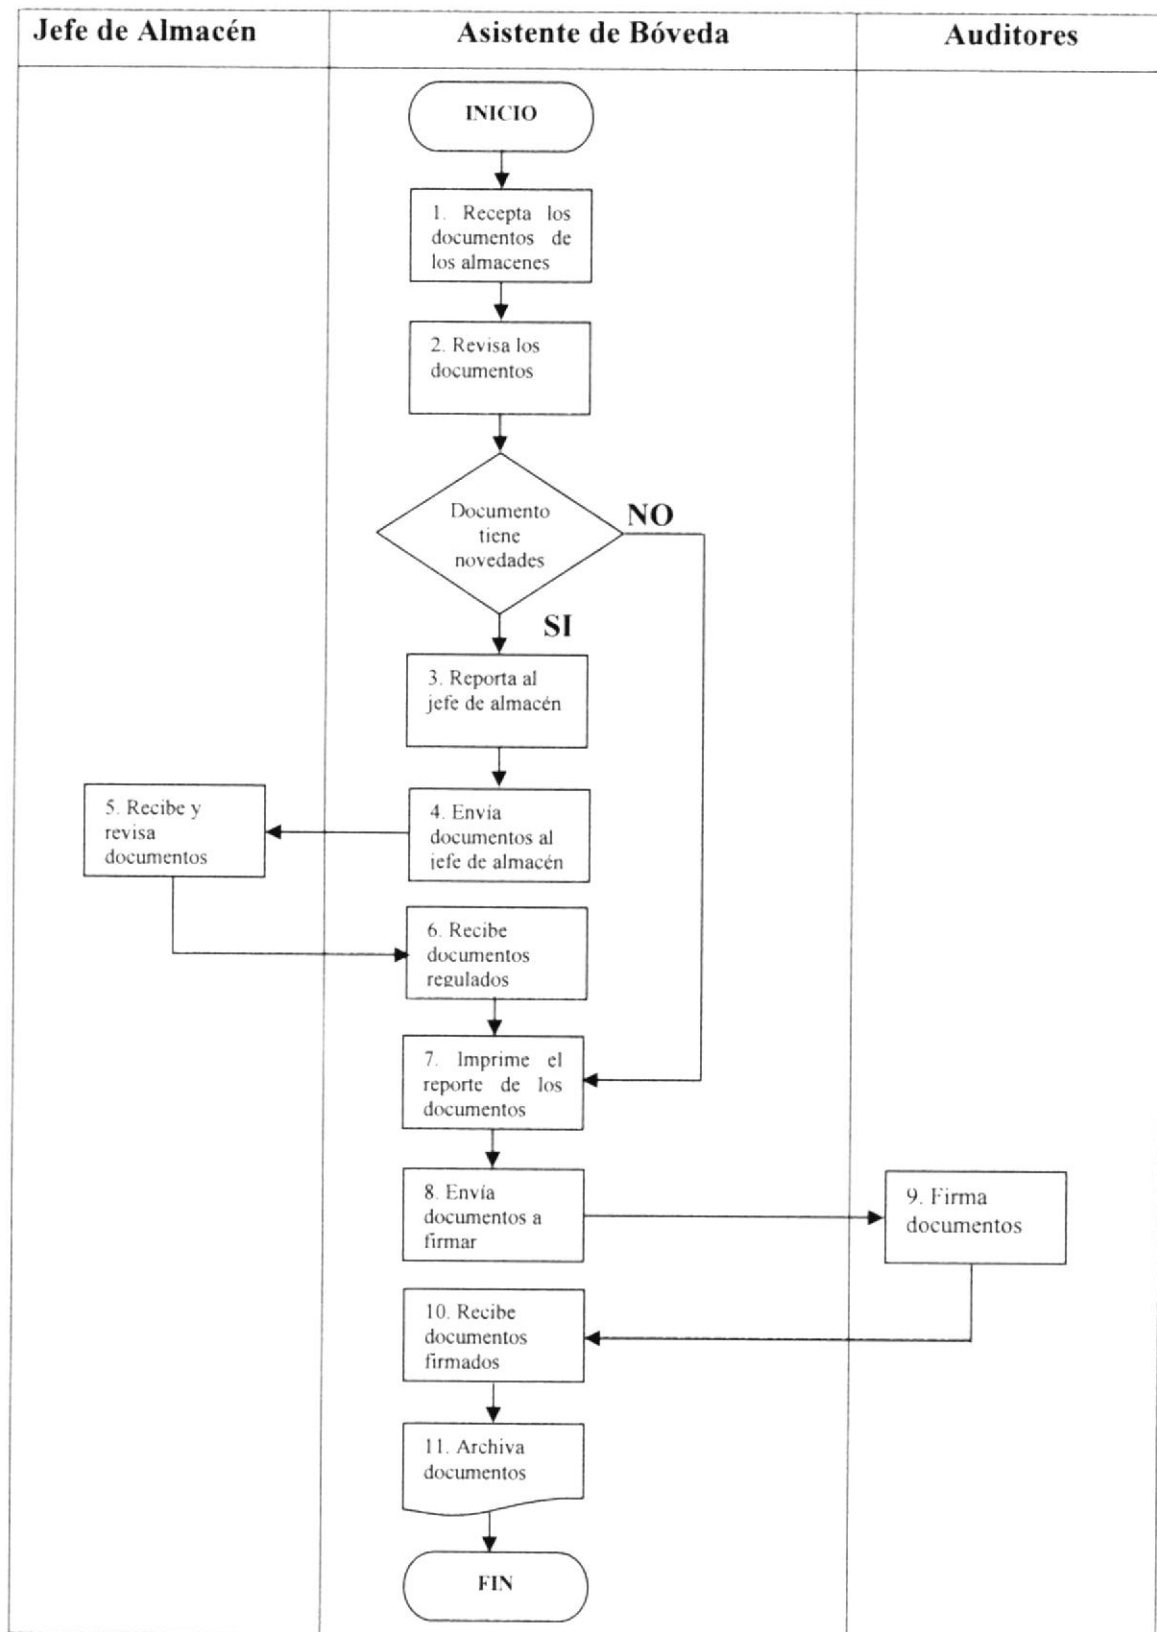 Jefe de Almacén
Asistente de Bóveda
Auditores
INICIO
1. Recepta los
documentos de
los almacenes
2. Revisa los
documentos
Documento
tiene
novedades
NO
SI
3. Reporta al
jefe de almacén
4. Envía
documentos al
jefe de almacén
5. Recibe y
revisa
documentos
6. Recibe
documentos
regulados
7. Imprime el
reporte de los
documentos
8. Envía
documentos a
firmar
9. Firma
documentos
10. Recibe
documentos
firmados
11. Archiva
documentos
FIN